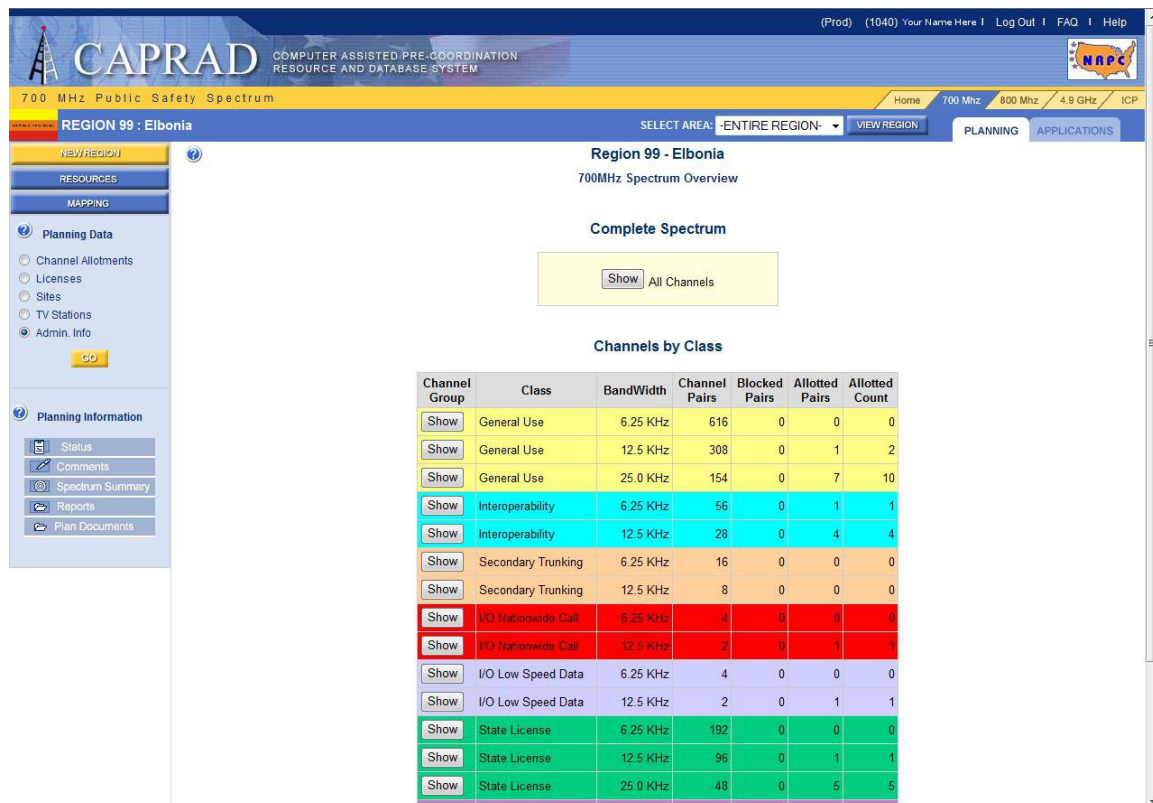 (Prod) (1040) Your Name Here I Log Out I FAQ I Help
CAPRAD COMPUTER ASSISTED PRE-COORDINATION
RESOURCE AND DATABASE SYSTEM
NRPC
700 MHz Public Safety Spectrum
Home 700 Mhz 800 Mhz 4.9 GHz ICP
REGION 99 : Elbonia
SELECT AREA: -ENTIRE REGION- VIEW REGION
PLANNING APPLICATIONS
NEW REGION
RESOURCES
MAPPING
? Planning Data
Channel Allotments
Licenses
Sites
TV Stations
Admin. Info
GO
? Planning Information
Status
Comments
Spectrum Summary
Reports
Plan Documents
?
Region 99 - Elbonia
700MHz Spectrum Overview
Complete Spectrum
Show All Channels
Channels by Class
Channel Group Class BandWidth Channel Pairs Blocked Pairs Allotted Pairs Allotted Count
Show General Use 6.25 KHz 616 0 0 0
Show General Use 12.5 KHz 308 0 1 2
Show General Use 25.0 KHz 154 0 7 10
Show Interoperability 6.25 KHz 56 0 1 1
Show Interoperability 12.5 KHz 28 0 4 4
Show Secondary Trunking 6.25 KHz 16 0 0 0
Show Secondary Trunking 12.5 KHz 8 0 0 0
Show I/O Nationwide Call 6.25 KHz 4 0 0 0
Show I/O Nationwide Call 12.5 KHz 2 0 1 1
Show I/O Low Speed Data 6.25 KHz 4 0 0 0
Show I/O Low Speed Data 12.5 KHz 2 0 1 1
Show State License 6.25 KHz 192 0 0 0
Show State License 12.5 KHz 96 0 1 1
Show State License 25.0 KHz 48 0 5 5